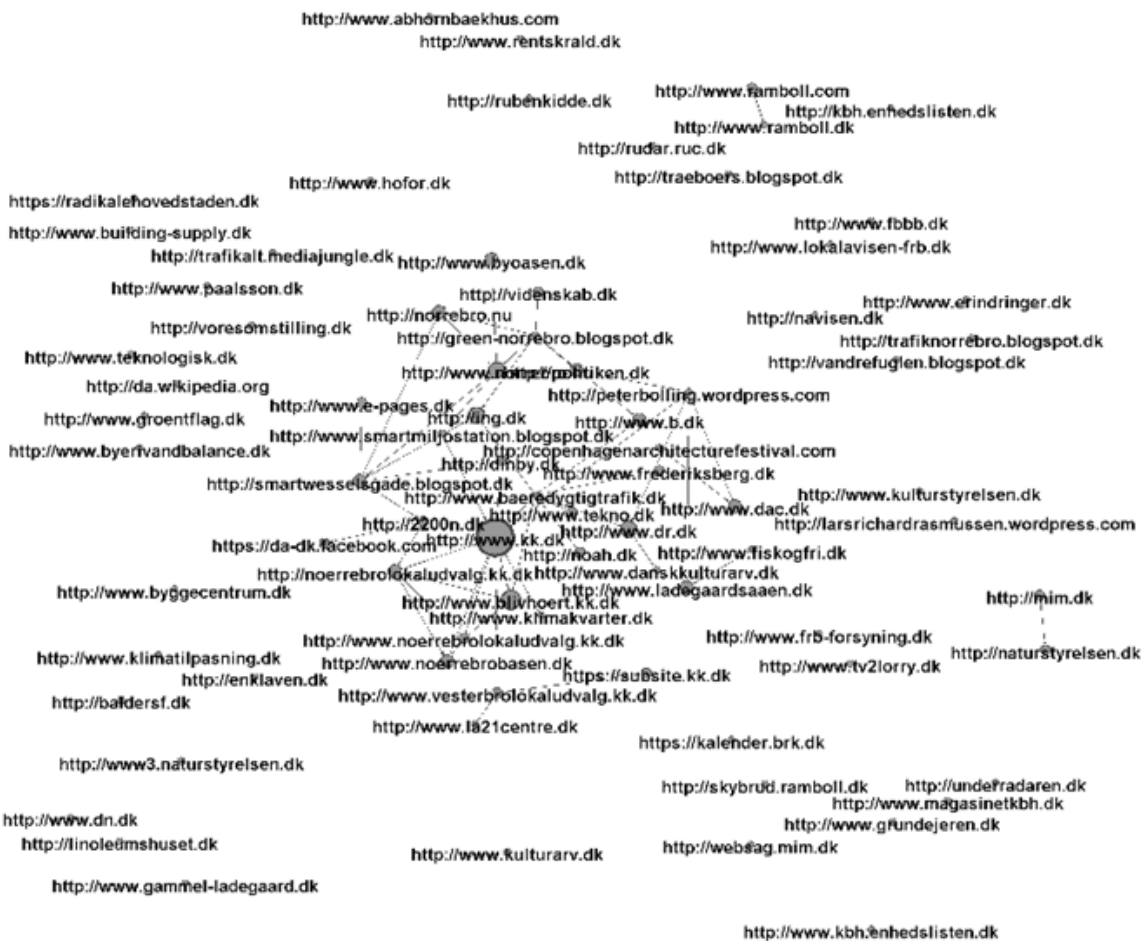 http://www.abhornbaekhus.com
http://www.rentskrald.dk
http://www.ramboll.com
http://rubenkidde.dk
http://kbh.enhedslisten.dk
http://www.ramboll.dk
http://rudar.ruc.dk
http://traeboers.blogspot.dk
http://www.hofor.dk
https://radikalehovedstaden.dk
http://www.fbbb.dk
http://www.building-supply.dk
http://www.lokalavisen-frb.dk
http://trafikalt.mediajungle.dk
http://www.byoasen.dk
http://www.paalsson.dk
http://videnskab.dk
http://www.erindringer.dk
http://norrebro.nu
http://navisen.dk
http://voresomstilling.dk
http://green-norrebro.blogspot.dk
http://trafiknorrebro.blogspot.dk
http://www.teknologisk.dk
http://vandrefuglen.blogspot.dk
politiken.dk
http://da.wikipedia.org
http://peterbolling.wordpress.com
http://www.e-pages.dk
http://www.groentflag.dk
http://ing.dk
http://www.b.dk
http://www.smartmiljostation.blogspot.dk
http://www.byerivandbalance.dk
http://copenhagenarchitecturefestival.com
http://dinby.dk
http://www.frederiksberg.dk
http://smartwesselsgade.blogspot.dk
http://www.baeredygtigtrafik.dk
http://www.kulturstyrelsen.dk
http://www.dac.dk
http://www.tekno.dk
http://2200n.dk
http://larsrichardrasmussen.wordpress.com
http://www.dr.dk
http://www.kk.dk
https://da-dk.facebook.com
http://noah.dk
http://www.fiskogfri.dk
http://noerrebrolokaludvalg.kk.dk
http://www.danskkulturarv.dk
http://www.byggecentrum.dk
http://www.ladegaardsaaen.dk
http://mim.dk
http://www.blivhoert.kk.dk
http://www.klimakvarter.dk
http://www.noerrebrolokaludvalg.kk.dk
http://www.frb-forsyning.dk
http://naturstyrelsen.dk
http://www.klimatilpasning.dk
http://www.noerrebrobasen.dk
http://www.tv2lorry.dk
http://enklaven.dk
https://subsite.kk.dk
http://www.vesterbrolokaludvalg.kk.dk
http://baldersf.dk
http://www.la21centre.dk
https://kalender.brk.dk
http://www3.naturstyrelsen.dk
http://skybrud.ramboll.dk
http://underradaren.dk
http://www.magasinetkbh.dk
http://www.dn.dk
http://www.grundejeren.dk
http://linoleumshuset.dk
http://websag.mim.dk
http://www.kulturarv.dk
http://www.gammel-ladegaard.dk
http://www.kbh.enhedslisten.dk